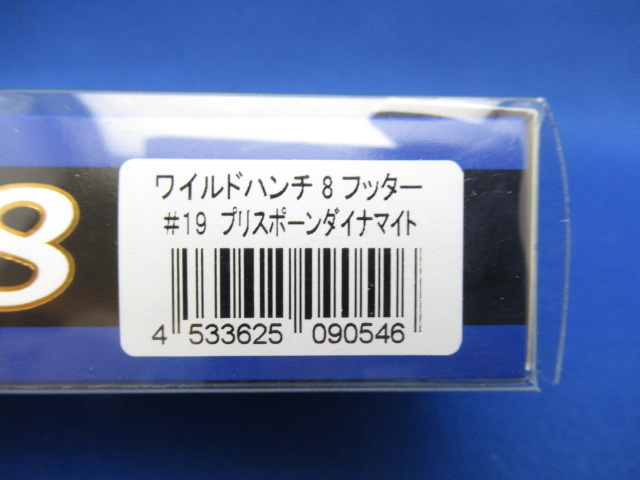 8
ワイルドハンチ 8 フッター
#19 プリスポーンダイナマイト
4 533625 090546